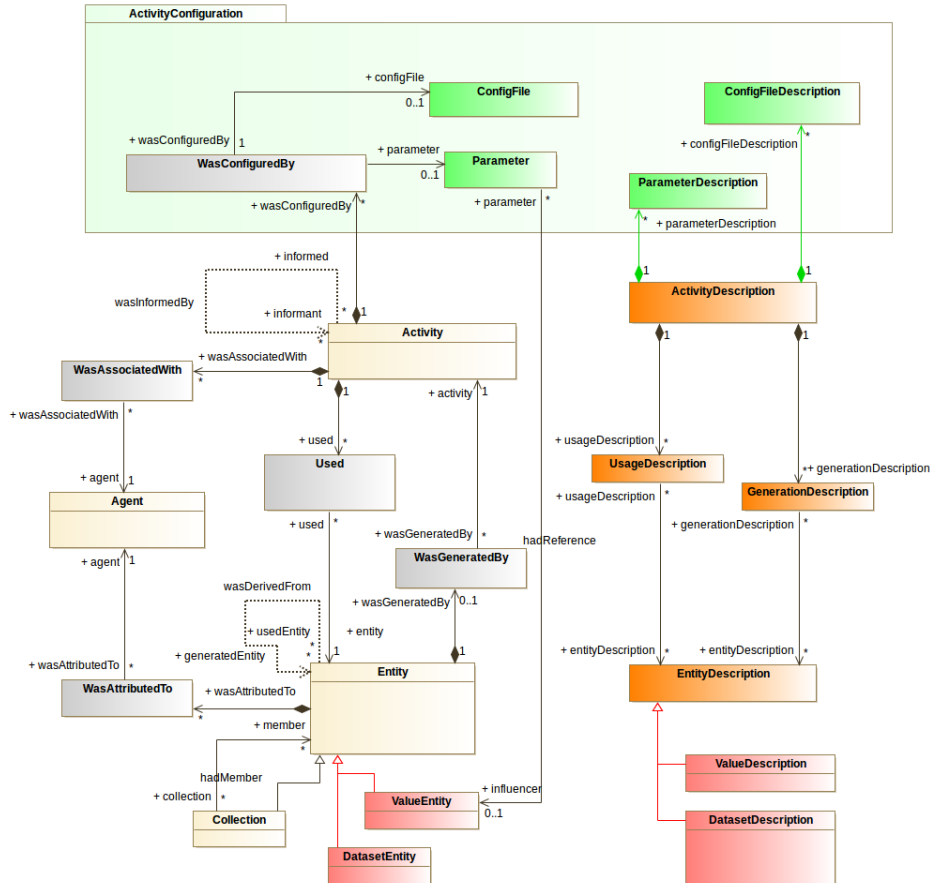 ActivityConfiguration
+ configFile
0..1
ConfigFile
ConfigFileDescription
+ wasConfiguredBy
1
*
+ configFileDescription
+ parameter
0..1
WasConfiguredBy
Parameter
+ wasConfiguredBy
*
+ parameter
*
ParameterDescription
*
+ parameterDescription
+ informed
1
1
wasInformedBy
ActivityDescription
+ informant
*
*
1
Activity
1
1
+ wasAssociatedWith
*
1
1
WasAssociatedWith
+ activity
1
+ wasAssociatedWith
*
+ used
*
+ usageDescription
*
Used
UsageDescription
*
+ generationDescription
+ agent
1
+ usageDescription
*
GenerationDescription
Agent
+ used
*
+ generationDescription
*
+ wasGeneratedBy
*
hadReference
+ agent
1
WasGeneratedBy
wasDerivedFrom
+ wasGeneratedBy
0..1
+ usedEntity
*
+ entity
+ generatedEntity
*
1
1
+ entityDescription
*
+ entityDescription
*
+ wasAttributedTo
*
Entity
EntityDescription
WasAttributedTo
+ wasAttributedTo
*
+ member
*
hadMember
ValueDescription
+ collection
*
+ influencer
0..1
ValueEntity
Collection
DatasetDescription
DatasetEntity